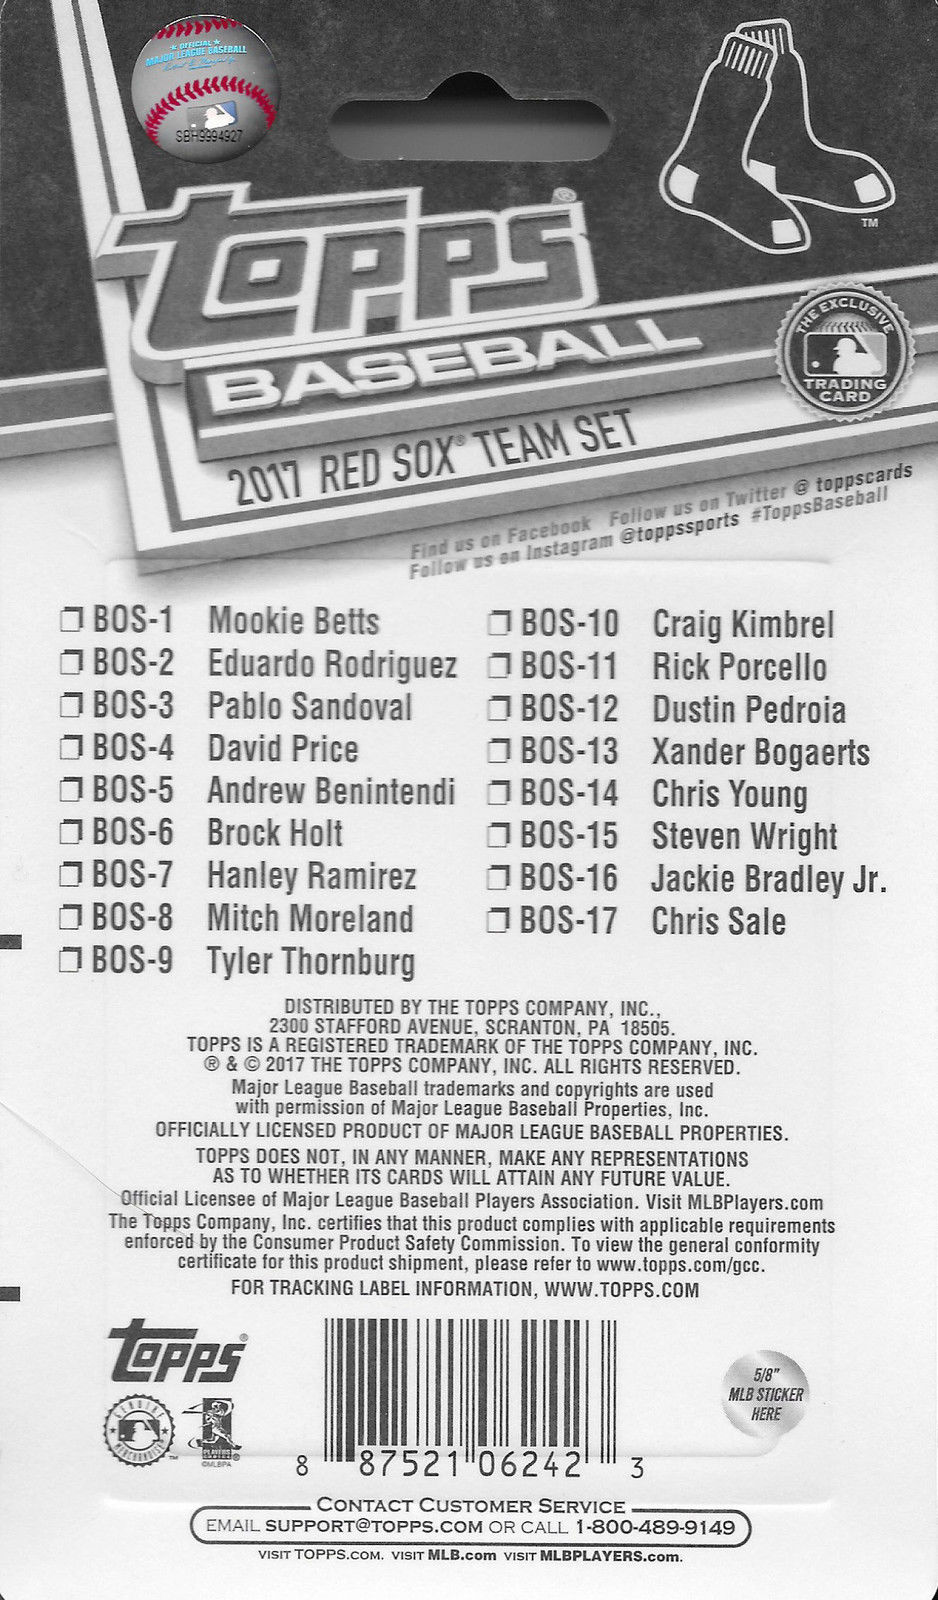 ★ OFFICIAL ★
MAJOR LEAGUE BASEBALL
SBH9994927
TOPPS®
BASEBALL
2017 RED SOX® TEAM SET
TM
THE EXCLUSIVE
TRADING
CARD
Find us on Facebook Follow us on Twitter @ toppscards
Follow us on Instagram @toppssports #ToppsBaseball
BOS-1 Mookie Betts
BOS-2 Eduardo Rodriguez
BOS-3 Pablo Sandoval
BOS-4 David Price
BOS-5 Andrew Benintendi
BOS-6 Brock Holt
BOS-7 Hanley Ramirez
BOS-8 Mitch Moreland
BOS-9 Tyler Thornburg
BOS-10 Craig Kimbrel
BOS-11 Rick Porcello
BOS-12 Dustin Pedroia
BOS-13 Xander Bogaerts
BOS-14 Chris Young
BOS-15 Steven Wright
BOS-16 Jackie Bradley Jr.
BOS-17 Chris Sale
DISTRIBUTED BY THE TOPPS COMPANY, INC.,
2300 STAFFORD AVENUE, SCRANTON, PA 18505.
TOPPS IS A REGISTERED TRADEMARK OF THE TOPPS COMPANY, INC.
® & © 2017 THE TOPPS COMPANY, INC. ALL RIGHTS RESERVED.
Major League Baseball trademarks and copyrights are used
with permission of Major League Baseball Properties, Inc.
OFFICIALLY LICENSED PRODUCT OF MAJOR LEAGUE BASEBALL PROPERTIES.
TOPPS DOES NOT, IN ANY MANNER, MAKE ANY REPRESENTATIONS
AS TO WHETHER ITS CARDS WILL ATTAIN ANY FUTURE VALUE.
Official Licensee of Major League Baseball Players Association. Visit MLBPlayers.com
The Topps Company, Inc. certifies that this product complies with applicable requirements
enforced by the Consumer Product Safety Commission. To view the general conformity
certificate for this product shipment, please refer to www.topps.com/gcc.
FOR TRACKING LABEL INFORMATION, WWW.TOPPS.COM
TOPPS®
GENUINE
MERCHANDISE
TM
PLAYERS
CHOICE ®
©MLBPA
8 87521 06242 3
5/8"
MLB STICKER
HERE
CONTACT CUSTOMER SERVICE
EMAIL SUPPORT@TOPPS.COM OR CALL 1-800-489-9149
VISIT TOPPS.COM. VISIT MLB.com VISIT MLBPLAYERS.com.